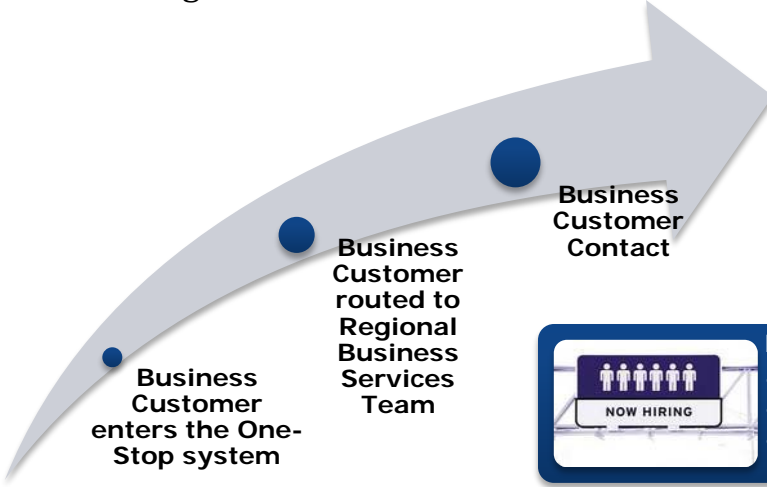 Business
Customer
enters the One-
Stop system
Business
Customer
routed to
Regional
Business
Services
Team
Business
Customer
Contact
NOW HIRING